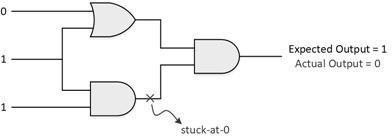 0
1
1
Expected Output = 1
Actual Output = 0
stuck-at-0